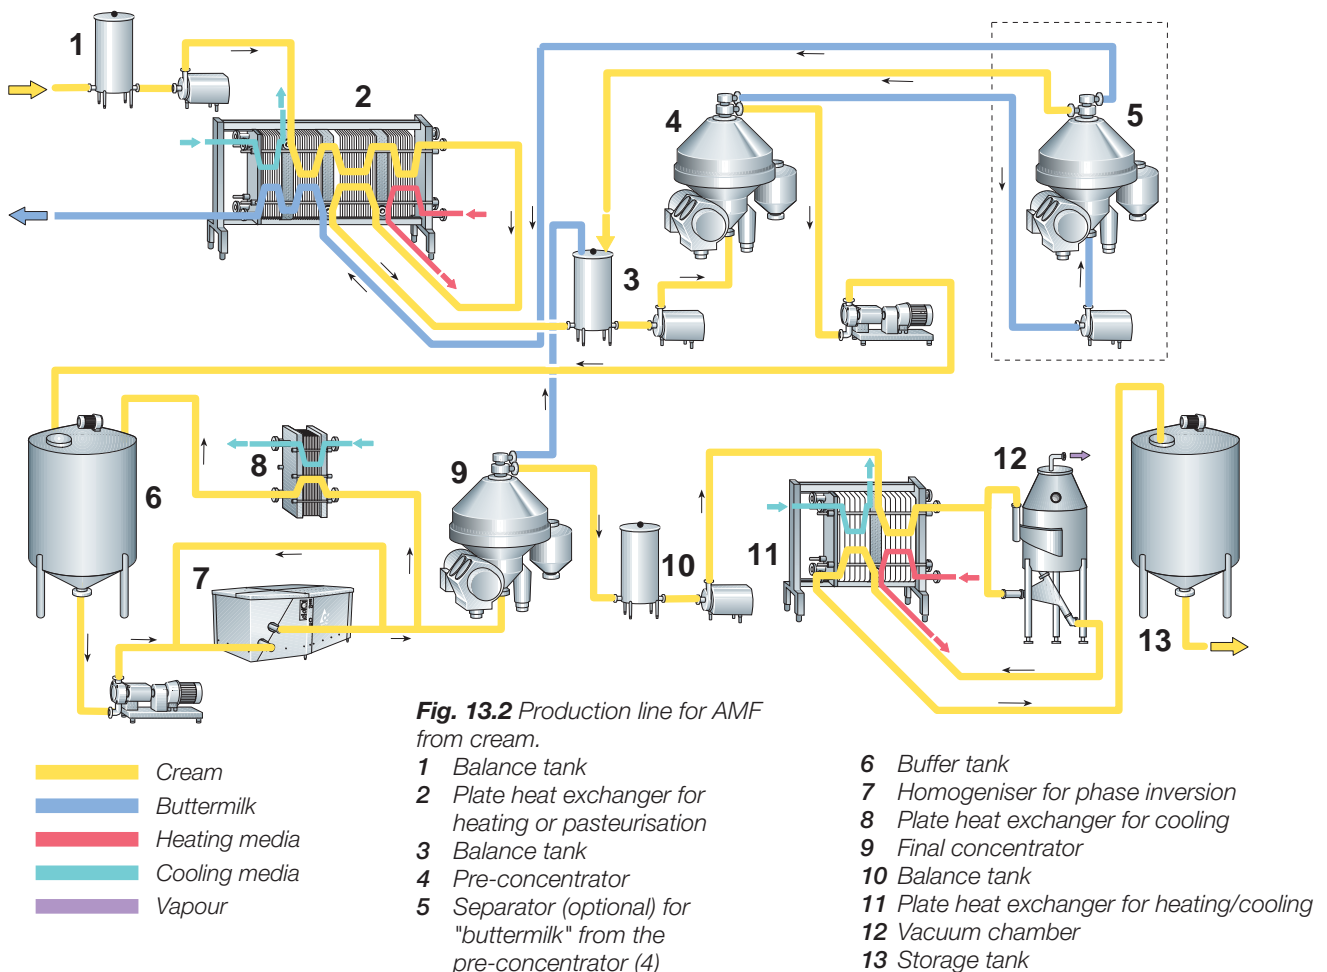 1
2
3
4
5
6
7
8
9
10
11
12
13
Fig. 13.2 Production line for AMF
from cream.
1 Balance tank
2 Plate heat exchanger for
heating or pasteurisation
3 Balance tank
4 Pre-concentrator
5 Separator (optional) for
"buttermilk" from the
pre-concentrator (4)
6 Buffer tank
7 Homogeniser for phase inversion
8 Plate heat exchanger for cooling
9 Final concentrator
10 Balance tank
11 Plate heat exchanger for heating/cooling
12 Vacuum chamber
13 Storage tank
Cream
Buttermilk
Heating media
Cooling media
Vapour